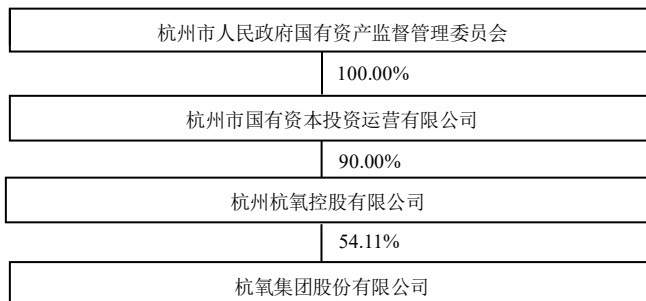 杭州市人民政府国有资产监督管理委员会
100.00%
杭州市国有资本投资运营有限公司
90.00%
杭州杭氧控股有限公司
54.11%
杭氧集团股份有限公司